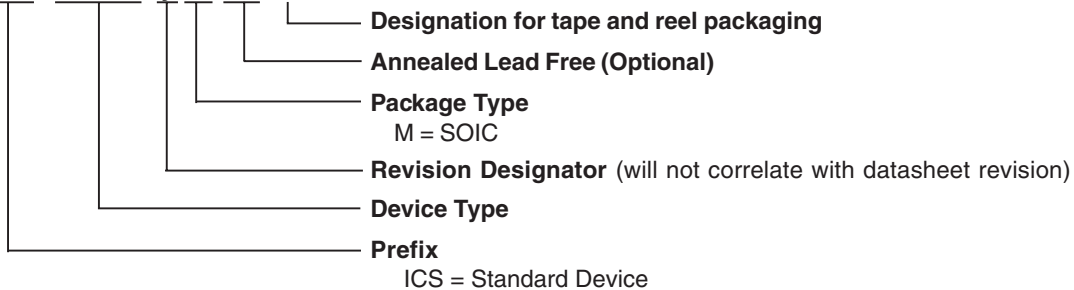 Designation for tape and reel packaging
Annealed Lead Free (Optional)
Package Type
M = SOIC
Revision Designator (will not correlate with datasheet revision)
Device Type
Prefix
ICS = Standard Device